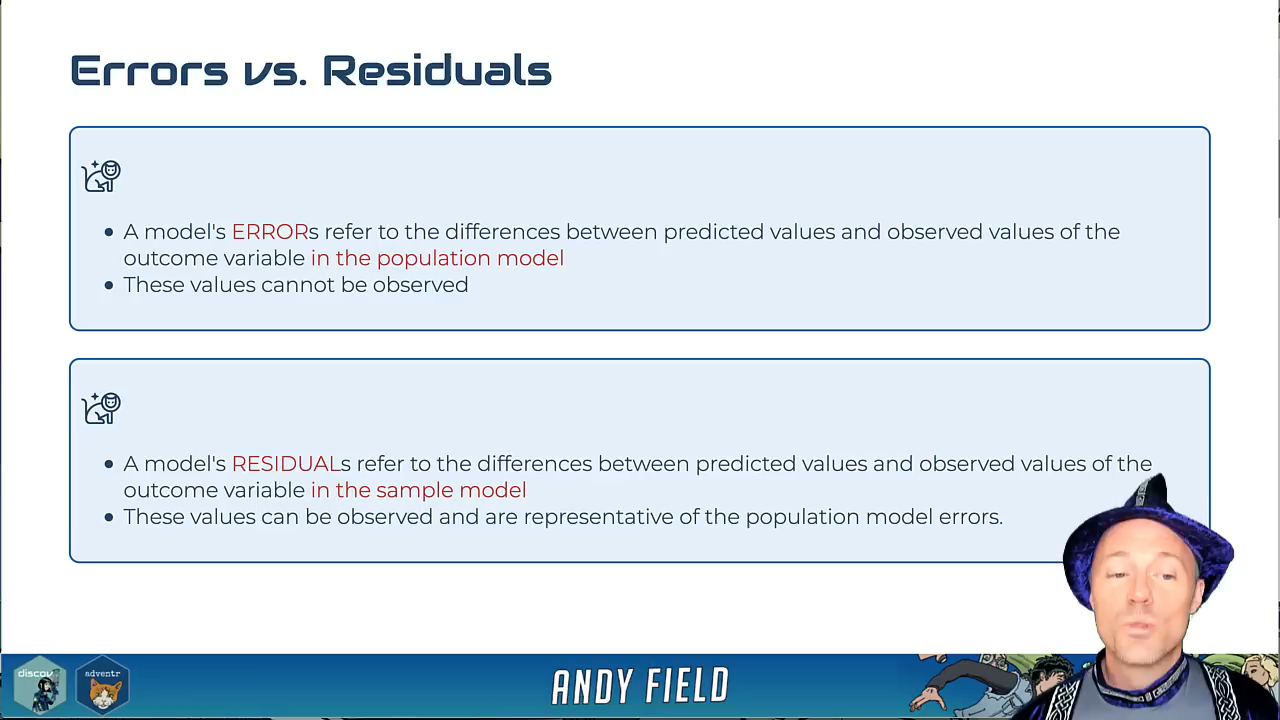 Errors vs. Residuals
A model's ERRORs refer to the differences between predicted values and observed values of the
outcome variable in the population model
These values cannot be observed
A model's RESIDUALs refer to the differences between predicted values and observed values of the
outcome variable in the sample model
These values can be observed and are representative of the population model errors.
discovr
adventr
ANDY FIELD